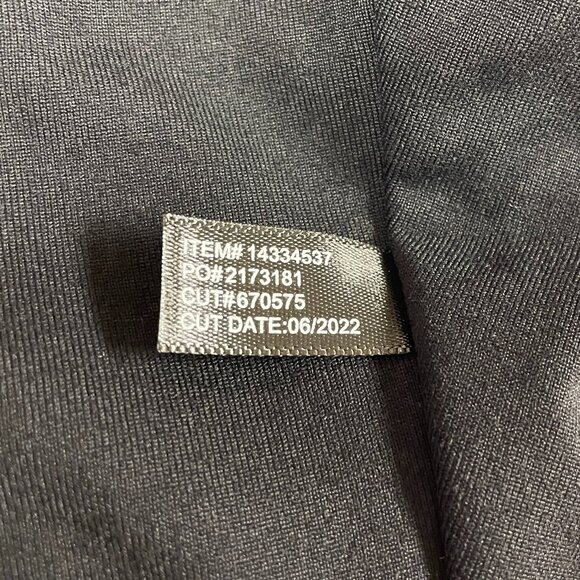 ITEM# 14334537
PO#2173181
CUT#670575
CUT DATE:06/2022